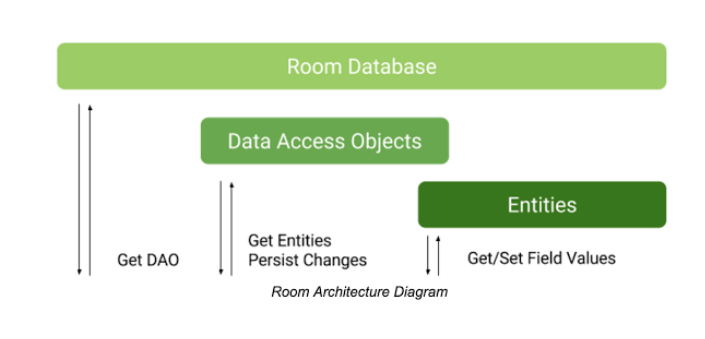 Room Database
Data Access Objects
Entities
Get DAO
Get Entities
Persist Changes
Get/Set Field Values
Room Architecture Diagram